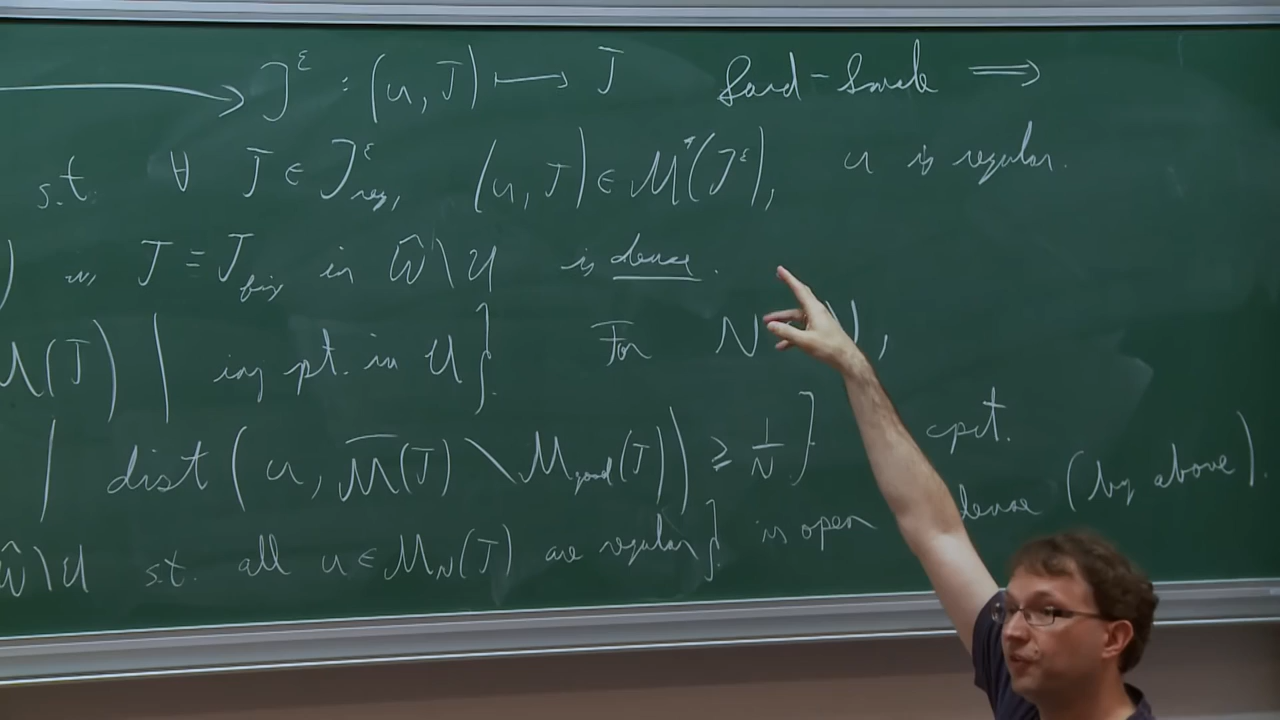 ⟶ 𝒥^ε : (u, J) ⟼ J Sard-Smale ⟹
s.t. ∀ J ∈ 𝒥^ε_reg, (u, J) ∈ ℳ^*(𝒥^ε), u is regular.
) w/ J ≡ J_fix in Ŵ\𝒰 is dense.
ℳ(J) | inj pt. in 𝒰}. For N ),
| dist(u, ℳ̅(J) \ ℳ_good(J)) ≥ 1/N } cpct.
Ŵ\𝒰 s.t. all u ∈ ℳ_N(J) are regular} is open dense (by above).